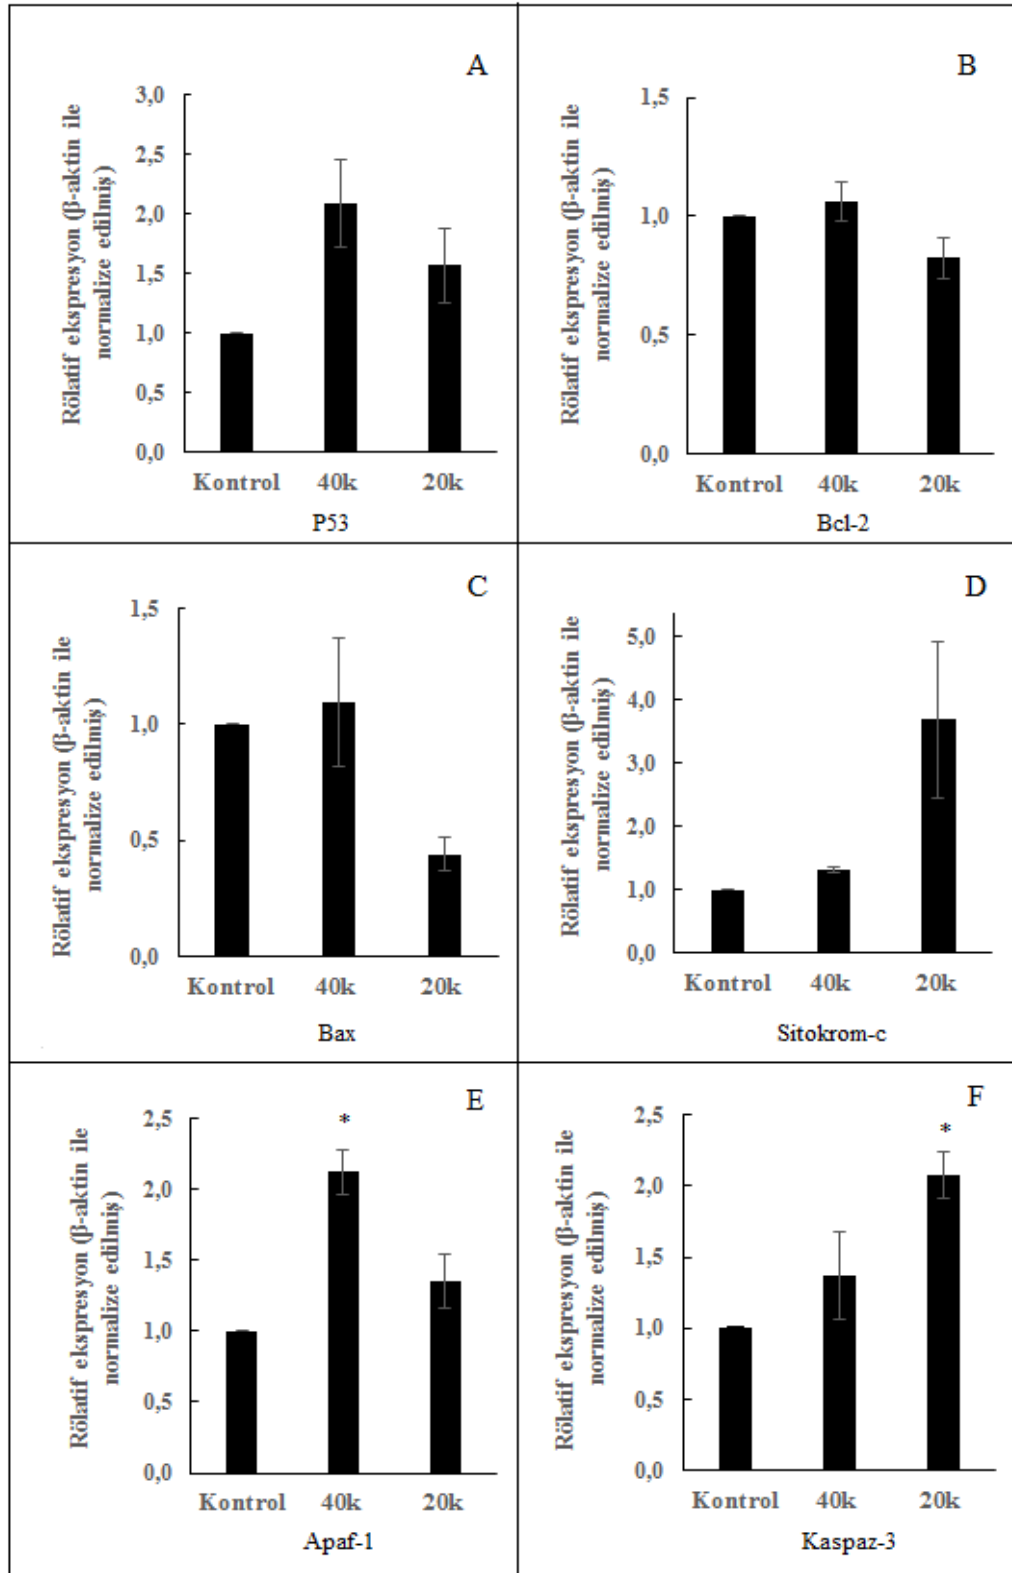 A
Rölatif ekspresyon (β-aktin ile
normalize edilmiş)
3,0
2,5
2,0
1,5
1,0
0,5
0,0
Kontrol 40k 20k
P53
B
Rölatif ekspresyon (β-aktin ile
normalize edilmiş)
1,5
1,0
0,5
0,0
Kontrol 40k 20k
Bcl-2
C
Rölatif ekspresyon (β-aktin ile
normalize edilmiş)
1,5
1,0
0,5
0,0
Kontrol 40k 20k
Bax
D
Rölatif ekspresyon (β-aktin ile
normalize edilmiş)
5,0
4,0
3,0
2,0
1,0
0,0
Kontrol 40k 20k
Sitokrom-c
E
Rölatif ekspresyon (β-aktin ile
normalize edilmiş)
2,5
*
2,0
1,5
1,0
0,5
0,0
Kontrol 40k 20k
Apaf-1
F
Rölatif ekspresyon (β-aktin ile
normalize edilmiş)
2,5
*
2,0
1,5
1,0
0,5
0,0
Kontrol 40k 20k
Kaspaz-3